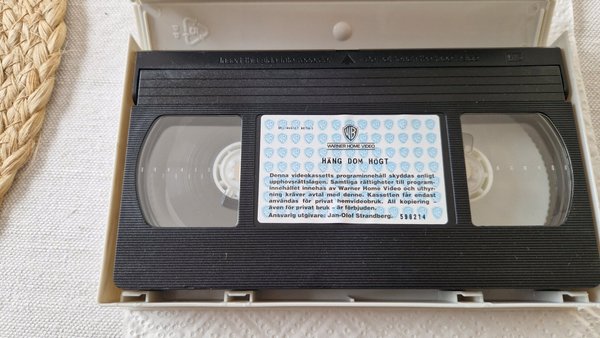 WARNER HOME VIDEO
HÄNG DOM HÖGT
Denna videokassetts programinnehåll skyddas enligt
upphovsrättslagen. Samtliga rättigheter till program-
innehållet innehas av Warner Home Video och uthyr-
ning kräver avtal med denne. Kassetten får endast
användas för privat hemvideobruk. All kopiering
– även för privat bruk – är förbjuden.
Ansvarig utgivare: Jan-Olof Strandberg.
598214